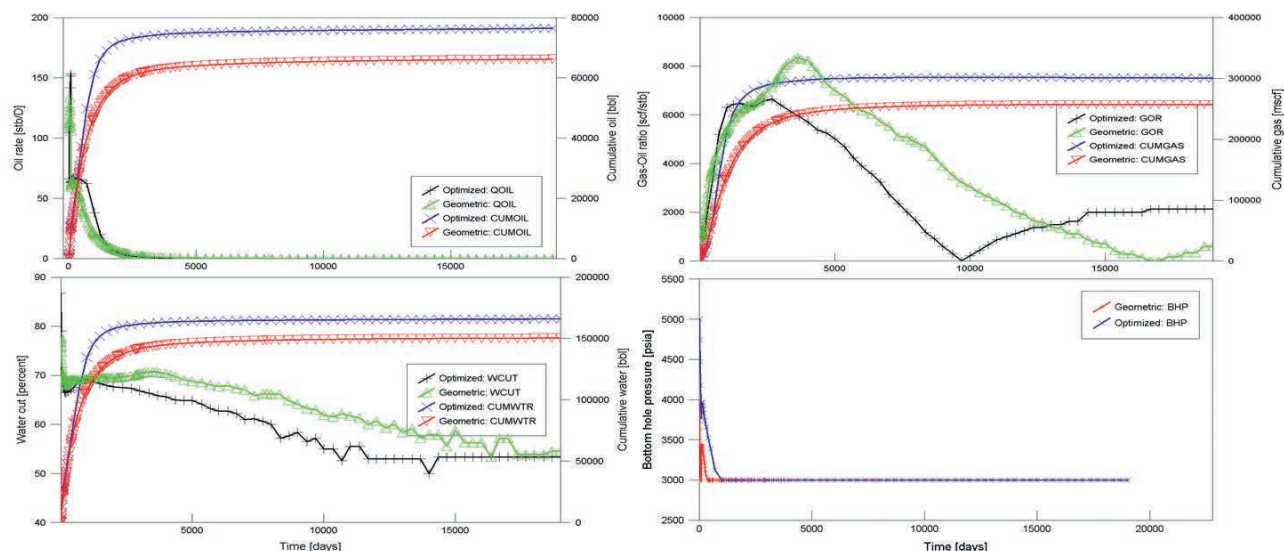 200
150
100
50
0
Oil rate [stb/D]
80000
60000
40000
20000
0
Cumulative oil [bbl]
Optimized: QOIL
Geometric: QOIL
Optimized: CUMOIL
Geometric: CUMOIL
0 5000 10000 15000
10000
8000
6000
4000
2000
0
Gas-Oil ratio [scf/stb]
400000
300000
200000
100000
0
Cumulative gas [mscf]
Optimized: GOR
Geometric: GOR
Optimized: CUMGAS
Geometric: CUMGAS
5000 10000 15000
90
80
70
60
50
40
Water cut [percent]
200000
150000
100000
50000
0
Cumulative water [bbl]
Optimized: WCUT
Geometric: WCUT
Optimized: CUMWTR
Geometric: CUMWTR
5000 10000 15000
Time [days]
5500
5000
4500
4000
3500
3000
2500
Bottom hole pressure [psia]
Geometric: BHP
Optimized: BHP
0 5000 10000 15000 20000
Time [days]